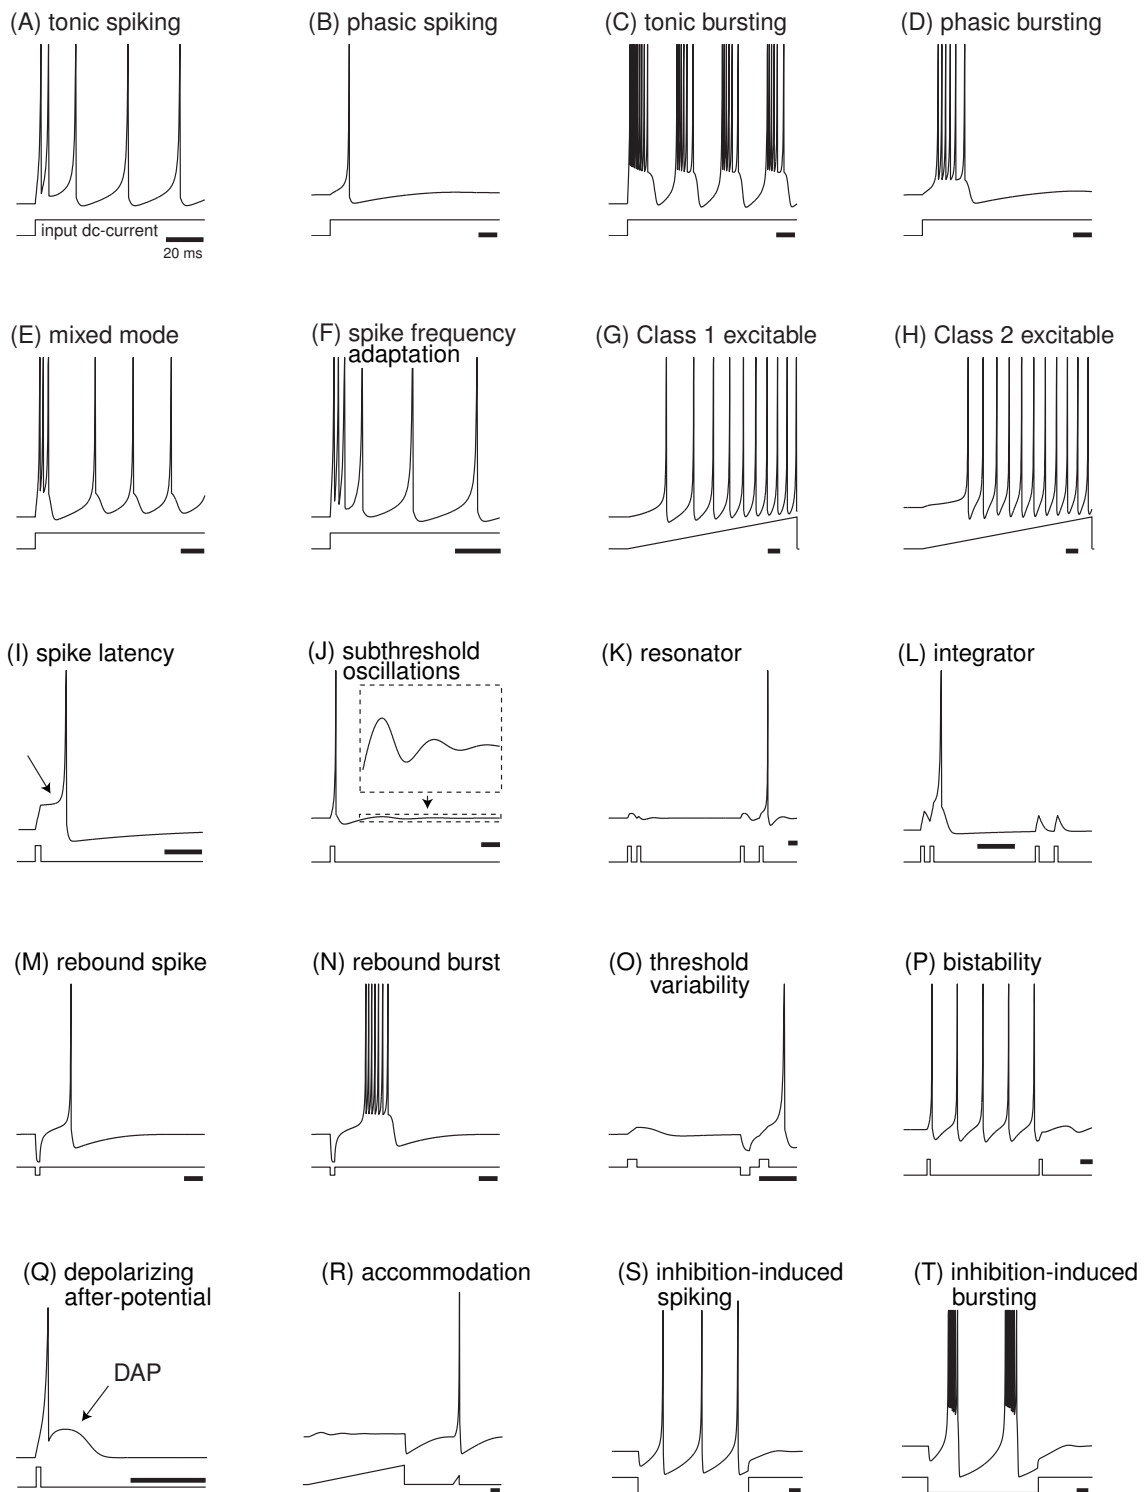 (A) tonic spiking
(B) phasic spiking
(C) tonic bursting
(D) phasic bursting
input dc-current
20 ms
(E) mixed mode
(F) spike frequency
adaptation
(G) Class 1 excitable
(H) Class 2 excitable
(I) spike latency
(J) subthreshold
oscillations
(K) resonator
(L) integrator
(M) rebound spike
(N) rebound burst
(O) threshold
variability
(P) bistability
(Q) depolarizing
after-potential
DAP
(R) accommodation
(S) inhibition-induced
spiking
(T) inhibition-induced
bursting